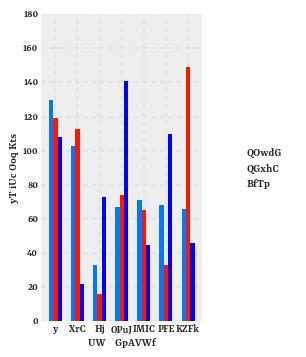 180
160
140
120
100
80
60
40
20
0
yT iUc Ooq Kts
y XrC Hj OPuJ IMIC PFE KZFk
UW GpAVWf
QOwdG
QGxhC
BfTp